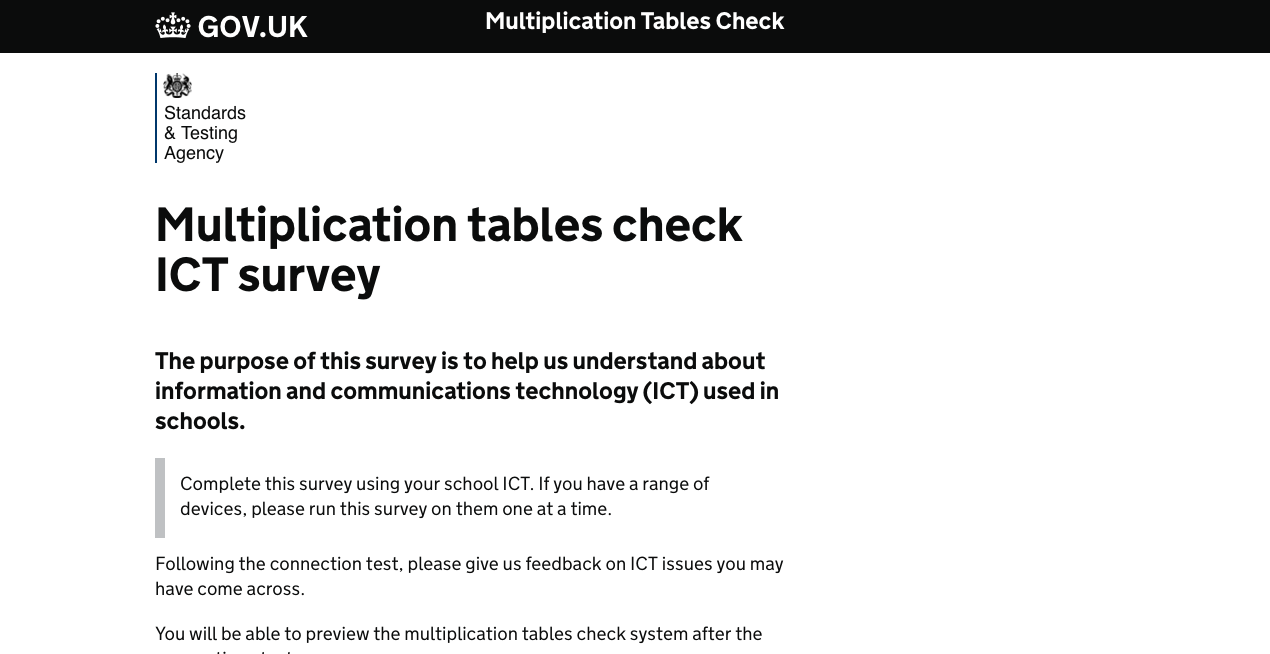 GOV.UK
Multiplication Tables Check
Standards
& Testing
Agency
Multiplication tables check
ICT survey
The purpose of this survey is to help us understand about
information and communications technology (ICT) used in
schools.
Complete this survey using your school ICT. If you have a range of
devices, please run this survey on them one at a time.
Following the connection test, please give us feedback on ICT issues you may
have come across.
You will be able to preview the multiplication tables check system after the